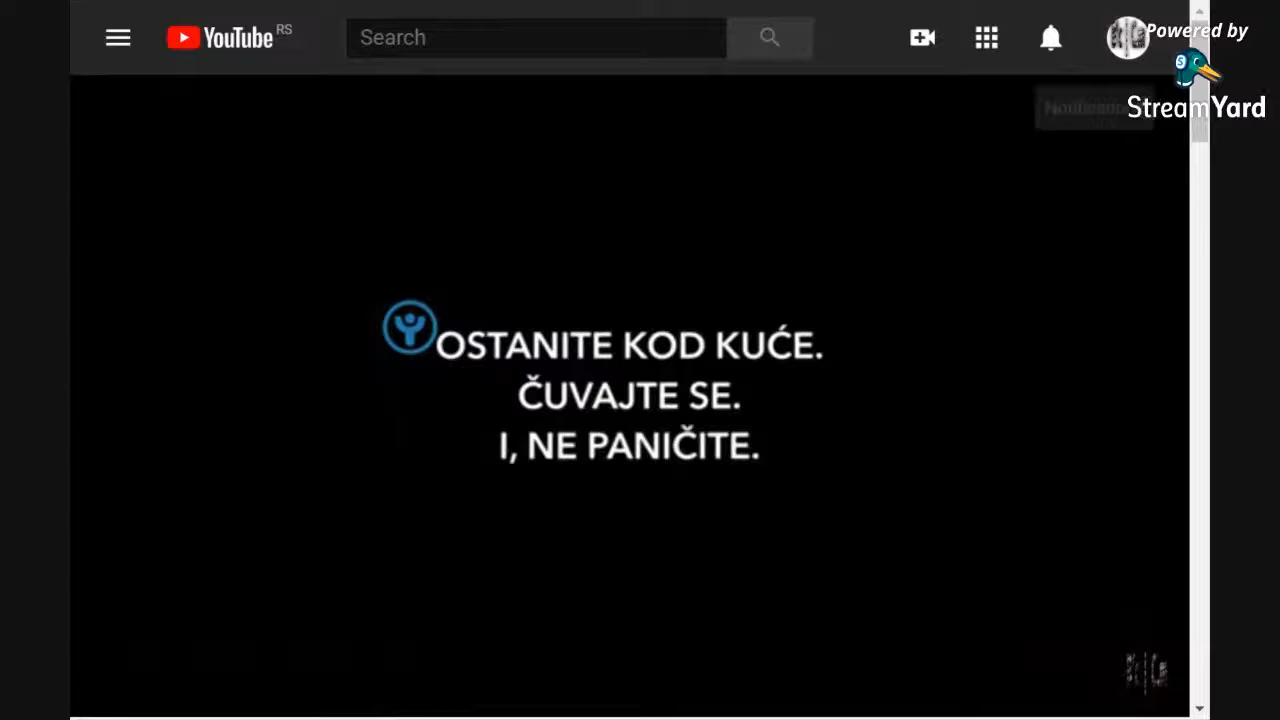 YouTube RS
Search
Powered by
StreamYard
OSTANITE KOD KUĆE.
ČUVAJTE SE.
I, NE PANIČITE.